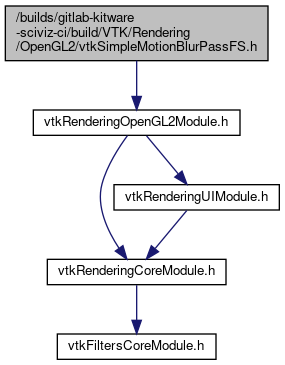 /builds/gitlab-kitware
-sciviz-ci/build/VTK/Rendering
/OpenGL2/vtkSimpleMotionBlurPassFS.h
vtkRenderingOpenGL2Module.h
vtkRenderingUIModule.h
vtkRenderingCoreModule.h
vtkFiltersCoreModule.h